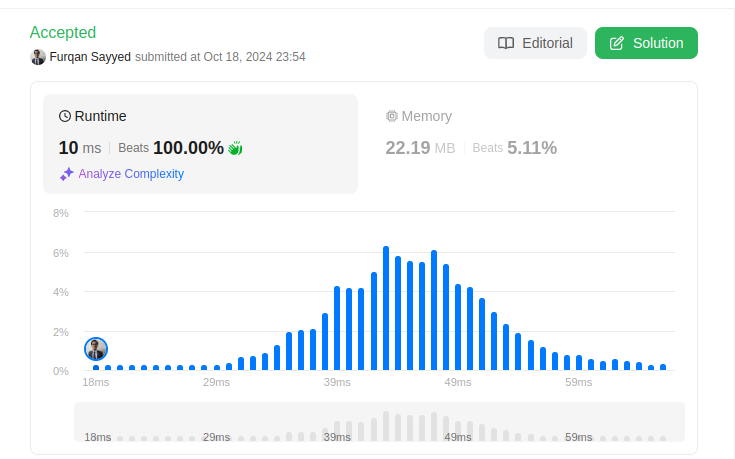 Accepted
Editorial
Solution
Furqan Sayyed submitted at Oct 18, 2024 23:54
Runtime
10 ms | Beats 100.00%
Analyze Complexity
Memory
22.19 MB | Beats 5.11%
8%
6%
4%
2%
0%
18ms 29ms 39ms 49ms 59ms
18ms 29ms 39ms 49ms 59ms